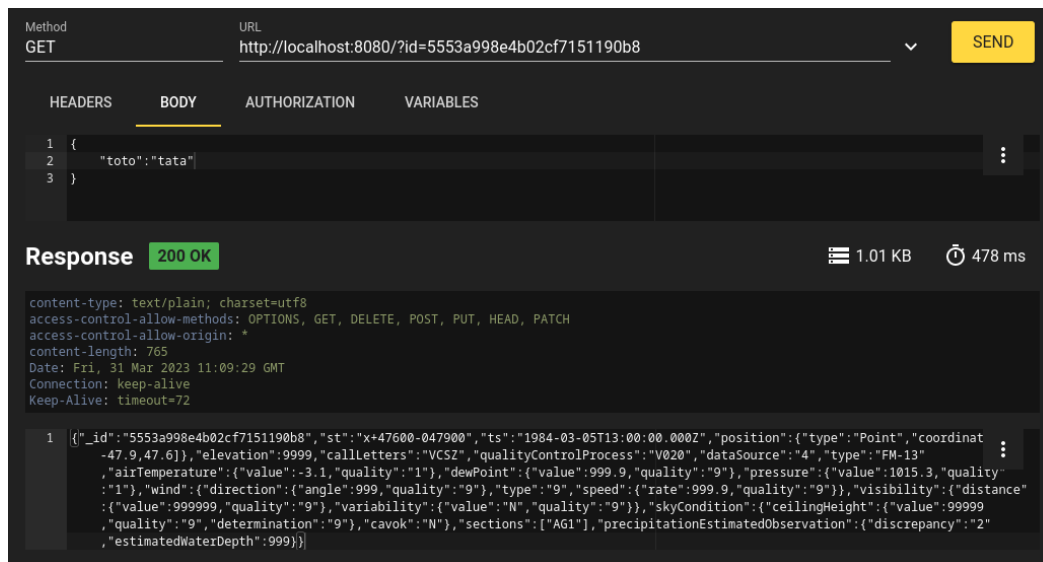 Method
GET
URL
http://localhost:8080/?id=5553a998e4b02cf7151190b8
SEND
HEADERS BODY AUTHORIZATION VARIABLES
1 {
2 "toto":"tata"
3 }
Response 200 OK 1.01 KB 478 ms
content-type: text/plain; charset=utf8
access-control-allow-methods: OPTIONS, GET, DELETE, POST, PUT, HEAD, PATCH
access-control-allow-origin: *
content-length: 765
Date: Fri, 31 Mar 2023 11:09:29 GMT
Connection: keep-alive
Keep-Alive: timeout=72
1 {"_id":"5553a998e4b02cf7151190b8","st":"x+47600-047900","ts":"1984-03-05T13:00:00.000Z","position":{"type":"Point","coordinat
-47.9,47.6]},"elevation":9999,"callLetters":"VCSZ","qualityControlProcess":"V020","dataSource":"4","type":"FM-13"
,"airTemperature":{"value":-3.1,"quality":"1"},"dewPoint":{"value":999.9,"quality":"9"},"pressure":{"value":1015.3,"quality"
:"1"},"wind":{"direction":{"angle":999,"quality":"9"},"type":"9","speed":{"rate":999.9,"quality":"9"}},"visibility":{"distance"
:{"value":999999,"quality":"9"},"variability":{"value":"N","quality":"9"}},"skyCondition":{"ceilingHeight":{"value":99999
,"quality":"9","determination":"9"},"cavok":"N"},"sections":["AG1"],"precipitationEstimatedObservation":{"discrepancy":"2"
,"estimatedWaterDepth":999}}